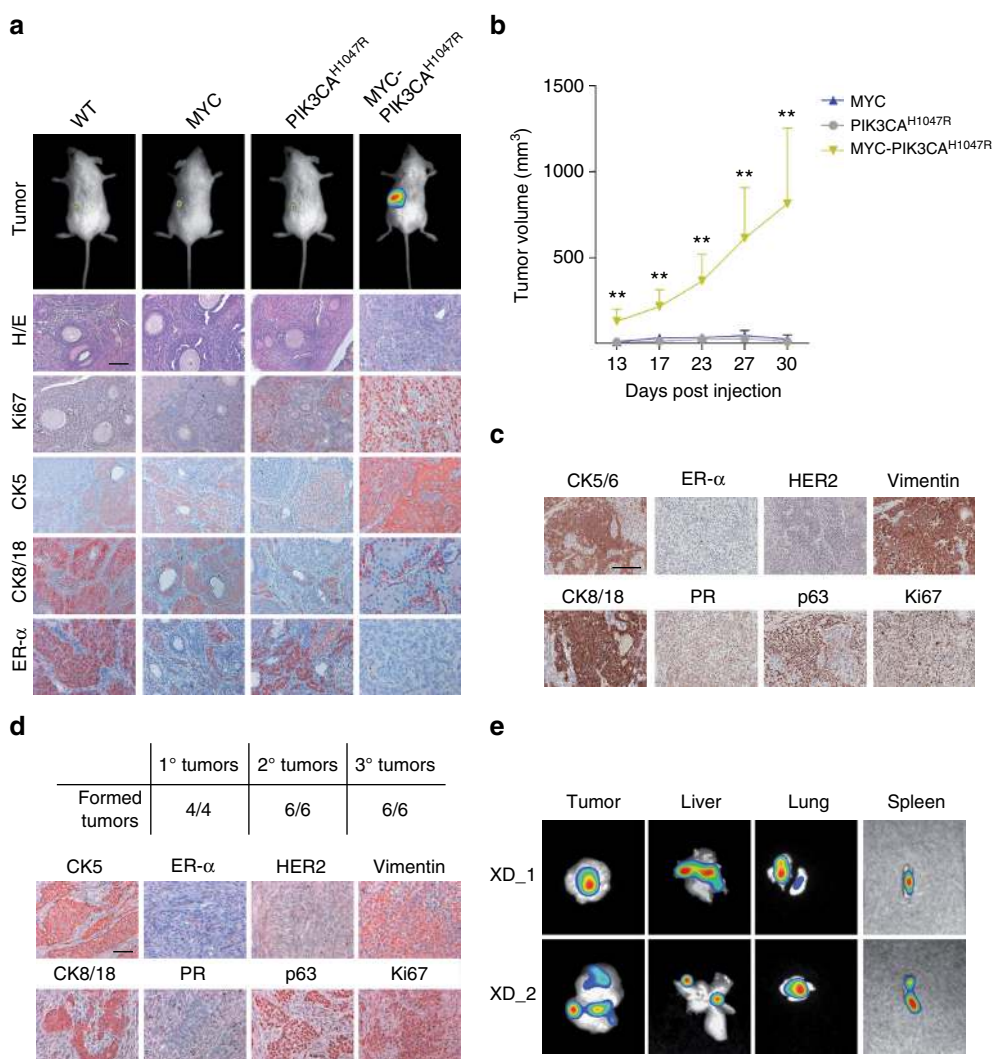 a
WT
MYC
PIK3CA^H1047R
MYC-
PIK3CA^H1047R
Tumor
H/E
Ki67
CK5
CK8/18
ER-α
b
1500
1000
500
Tumor volume (mm³)
**
**
**
**
**
13 17 23 27 30
Days post injection
MYC
PIK3CA^H1047R
MYC-PIK3CA^H1047R
c
CK5/6 ER-α HER2 Vimentin
CK8/18 PR p63 Ki67
d
1° tumors 2° tumors 3° tumors
Formed
tumors
4/4 6/6 6/6
CK5 ER-α HER2 Vimentin
CK8/18 PR p63 Ki67
e
Tumor Liver Lung Spleen
XD_1
XD_2